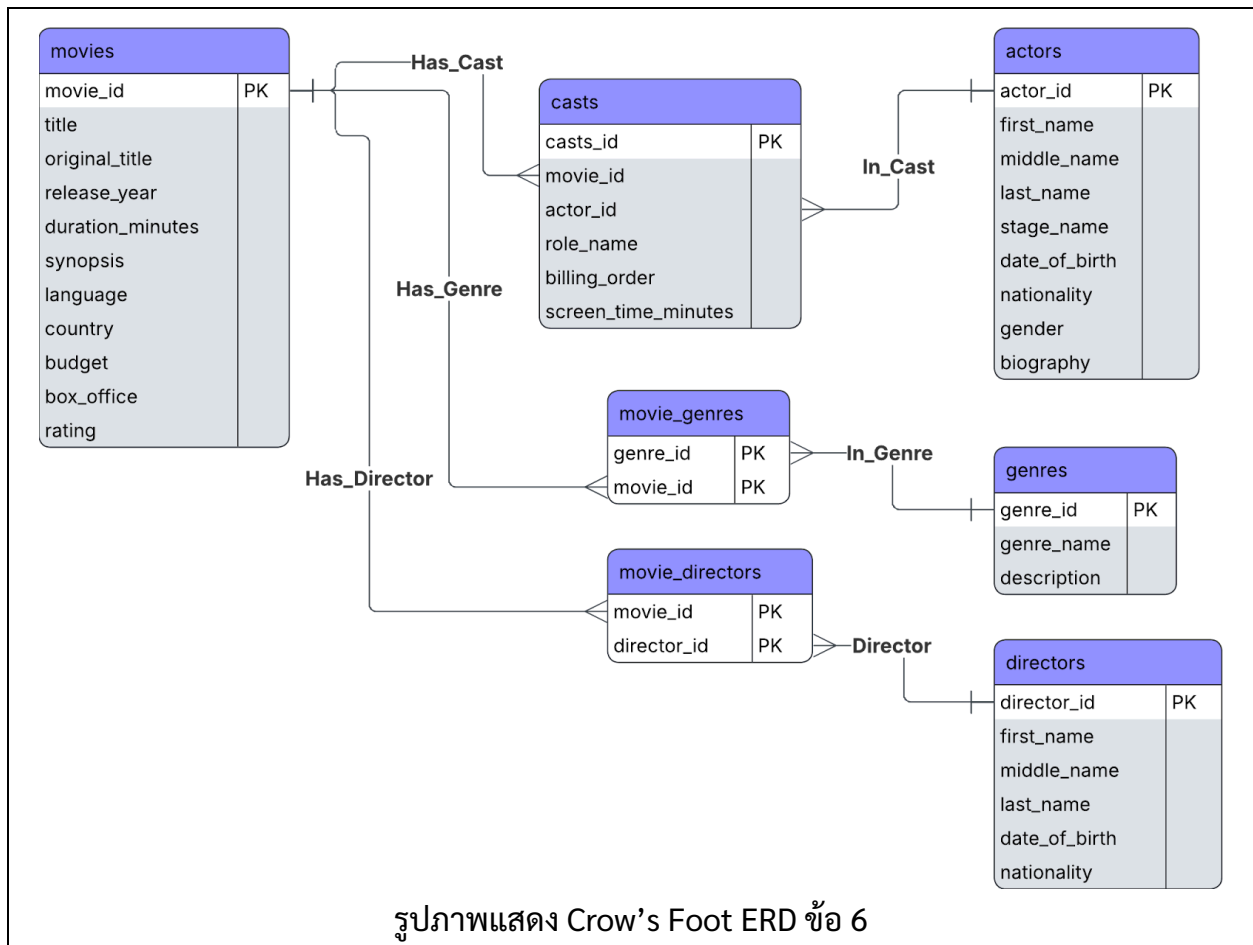 movies
movie_id PK
title
original_title
release_year
duration_minutes
synopsis
language
country
budget
box_office
rating
Has_Cast
casts
casts_id PK
movie_id
actor_id
role_name
billing_order
screen_time_minutes
In_Cast
actors
actor_id PK
first_name
middle_name
last_name
stage_name
date_of_birth
nationality
gender
biography
Has_Genre
movie_genres
genre_id PK
movie_id PK
In_Genre
genres
genre_id PK
genre_name
description
Has_Director
movie_directors
movie_id PK
director_id PK
Director
directors
director_id PK
first_name
middle_name
last_name
date_of_birth
nationality
รูปภาพแสดง Crow's Foot ERD ข้อ 6